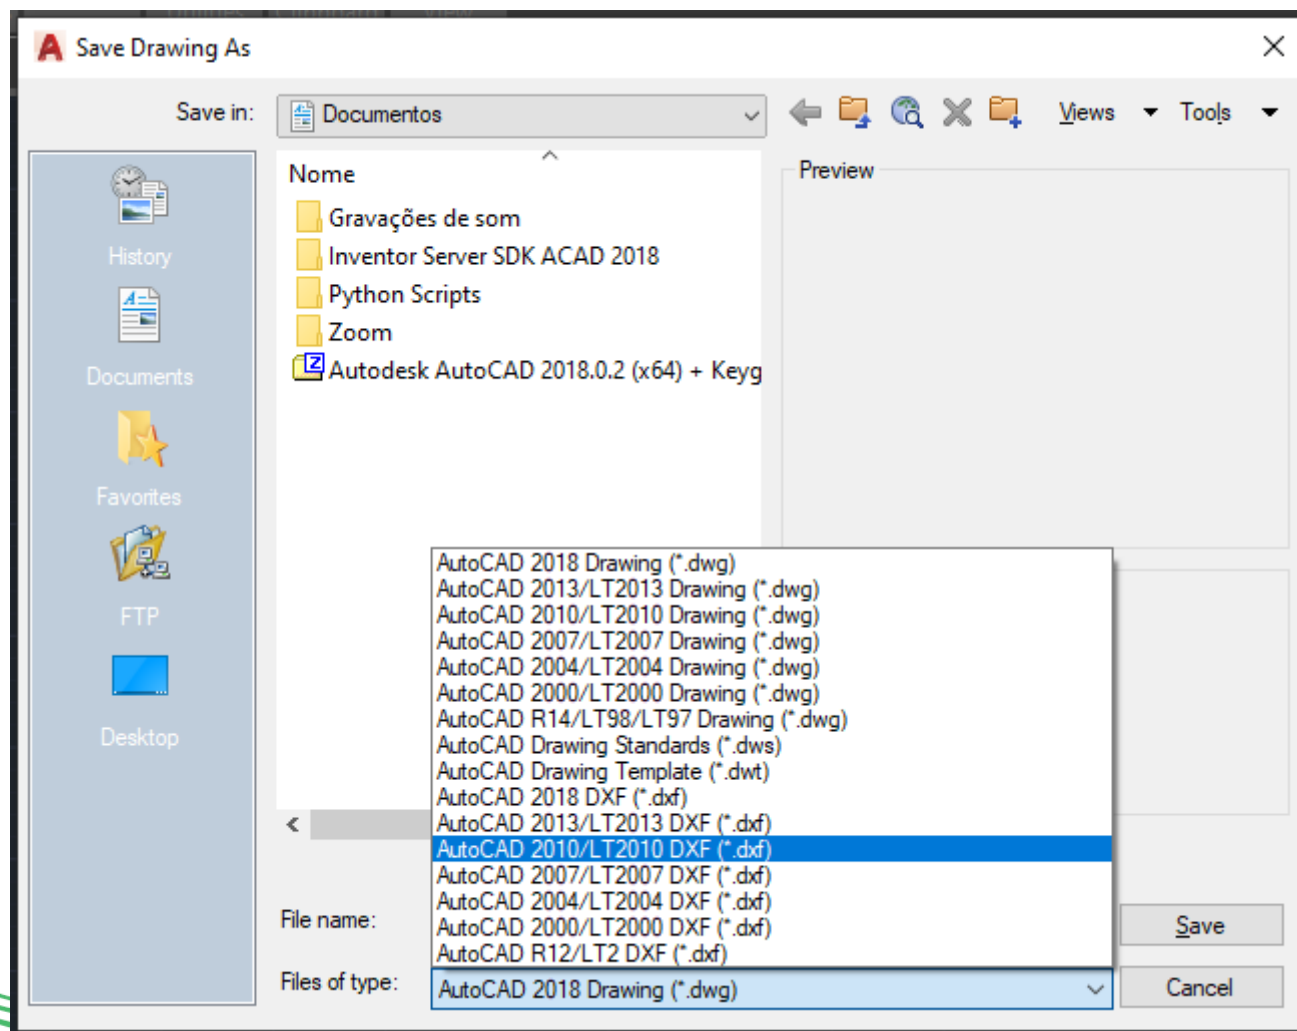 Save Drawing As
Save in:
Documentos
Views
Tools
History
Documents
Favorites
FTP
Desktop
Nome
Gravações de som
Inventor Server SDK ACAD 2018
Python Scripts
Zoom
Autodesk AutoCAD 2018.0.2 (x64) + Keyg
Preview
AutoCAD 2018 Drawing (*.dwg)
AutoCAD 2013/LT2013 Drawing (*.dwg)
AutoCAD 2010/LT2010 Drawing (*.dwg)
AutoCAD 2007/LT2007 Drawing (*.dwg)
AutoCAD 2004/LT2004 Drawing (*.dwg)
AutoCAD 2000/LT2000 Drawing (*.dwg)
AutoCAD R14/LT98/LT97 Drawing (*.dwg)
AutoCAD Drawing Standards (*.dws)
AutoCAD Drawing Template (*.dwt)
AutoCAD 2018 DXF (*.dxf)
AutoCAD 2013/LT2013 DXF (*.dxf)
AutoCAD 2010/LT2010 DXF (*.dxf)
AutoCAD 2007/LT2007 DXF (*.dxf)
AutoCAD 2004/LT2004 DXF (*.dxf)
AutoCAD 2000/LT2000 DXF (*.dxf)
AutoCAD R12/LT2 DXF (*.dxf)
File name:
Save
Files of type:
AutoCAD 2018 Drawing (*.dwg)
Cancel